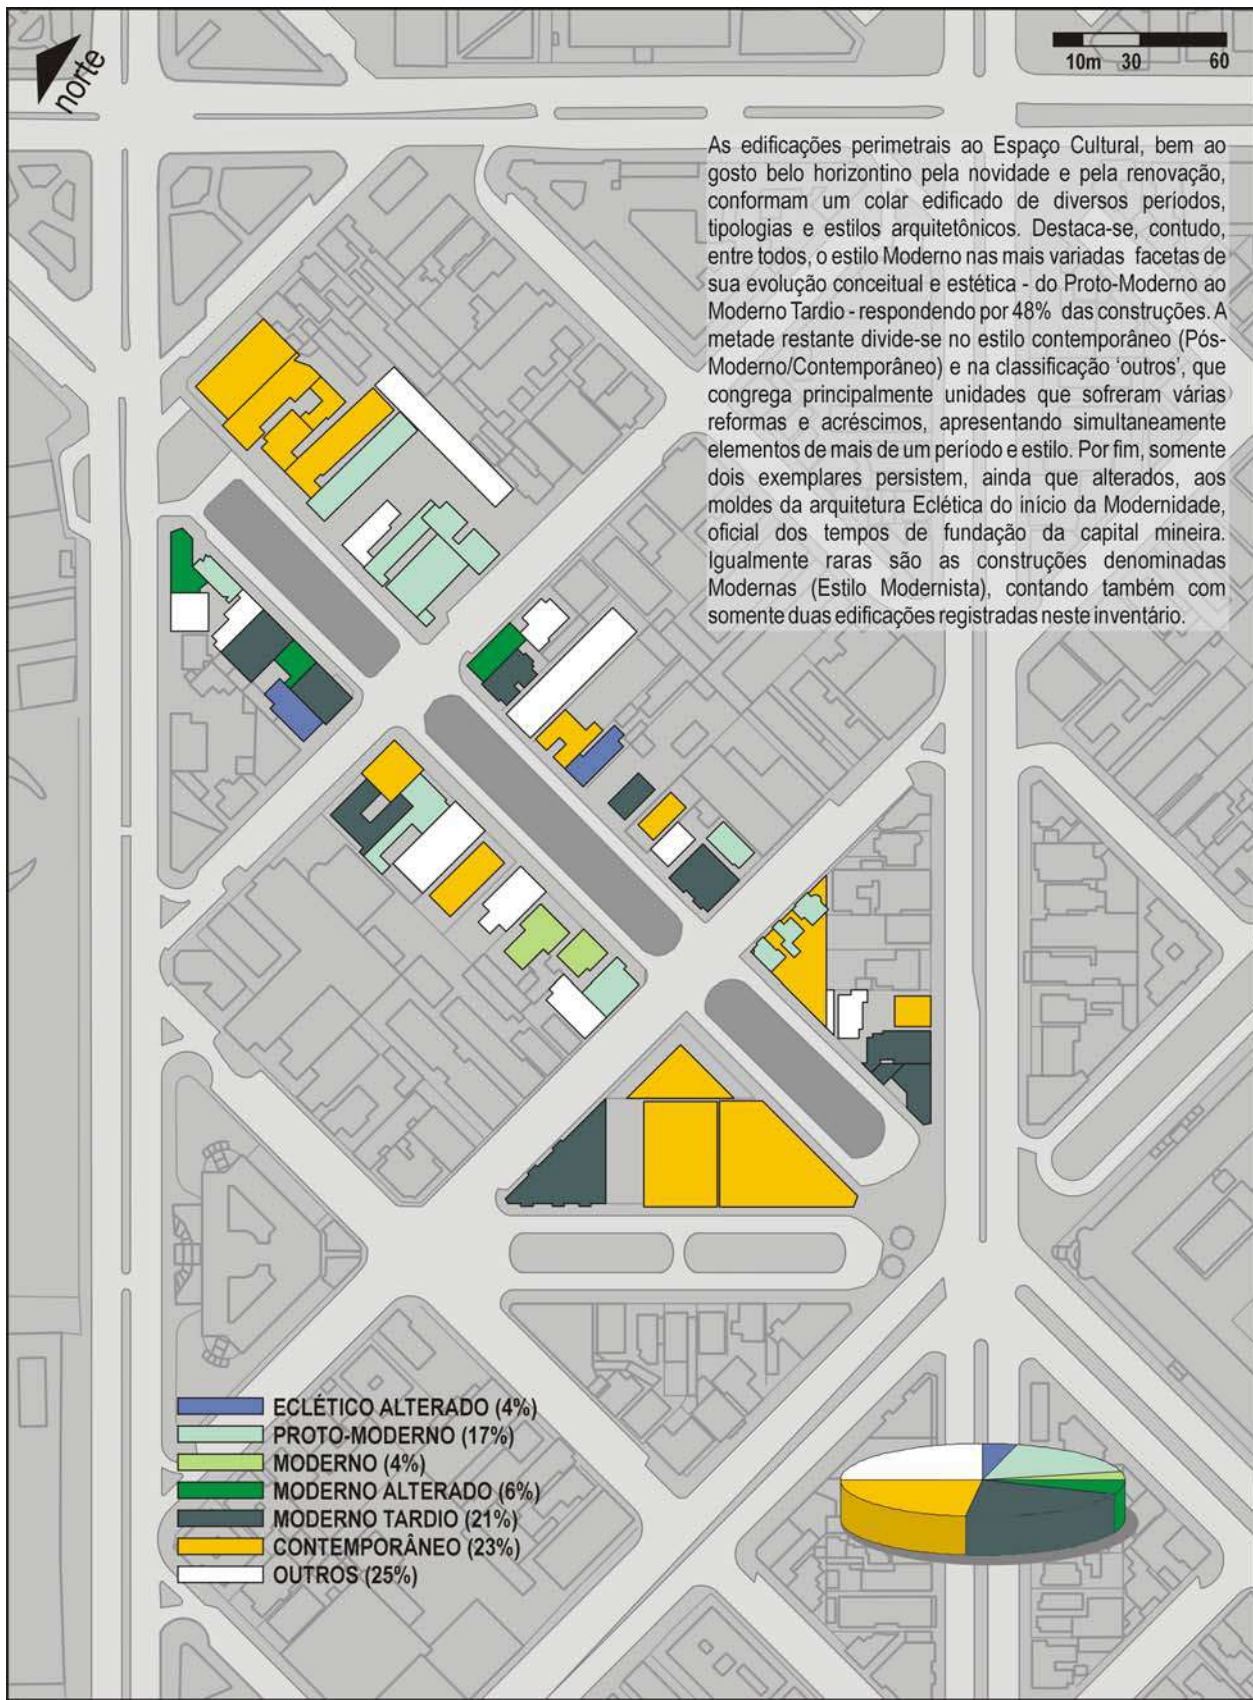 norte
10m 30 60
As edificações perimetrais ao Espaço Cultural, bem ao
gosto belo horizontino pela novidade e pela renovação,
conformam um colar edificado de diversos períodos,
tipologias e estilos arquitetônicos. Destaca-se, contudo,
entre todos, o estilo Moderno nas mais variadas facetas de
sua evolução conceitual e estética - do Proto-Moderno ao
Moderno Tardio - respondendo por 48% das construções. A
metade restante divide-se no estilo contemporâneo (Pós-
Moderno/Contemporâneo) e na classificação ‘outros’, que
congrega principalmente unidades que sofreram várias
reformas e acréscimos, apresentando simultaneamente
elementos de mais de um período e estilo. Por fim, somente
dois exemplares persistem, ainda que alterados, aos
moldes da arquitetura Eclética do início da Modernidade,
oficial dos tempos de fundação da capital mineira.
Igualmente raras são as construções denominadas
Modernas (Estilo Modernista), contando também com
somente duas edificações registradas neste inventário.
ECLÉTICO ALTERADO (4%)
PROTO-MODERNO (17%)
MODERNO (4%)
MODERNO ALTERADO (6%)
MODERNO TARDIO (21%)
CONTEMPORÂNEO (23%)
OUTROS (25%)